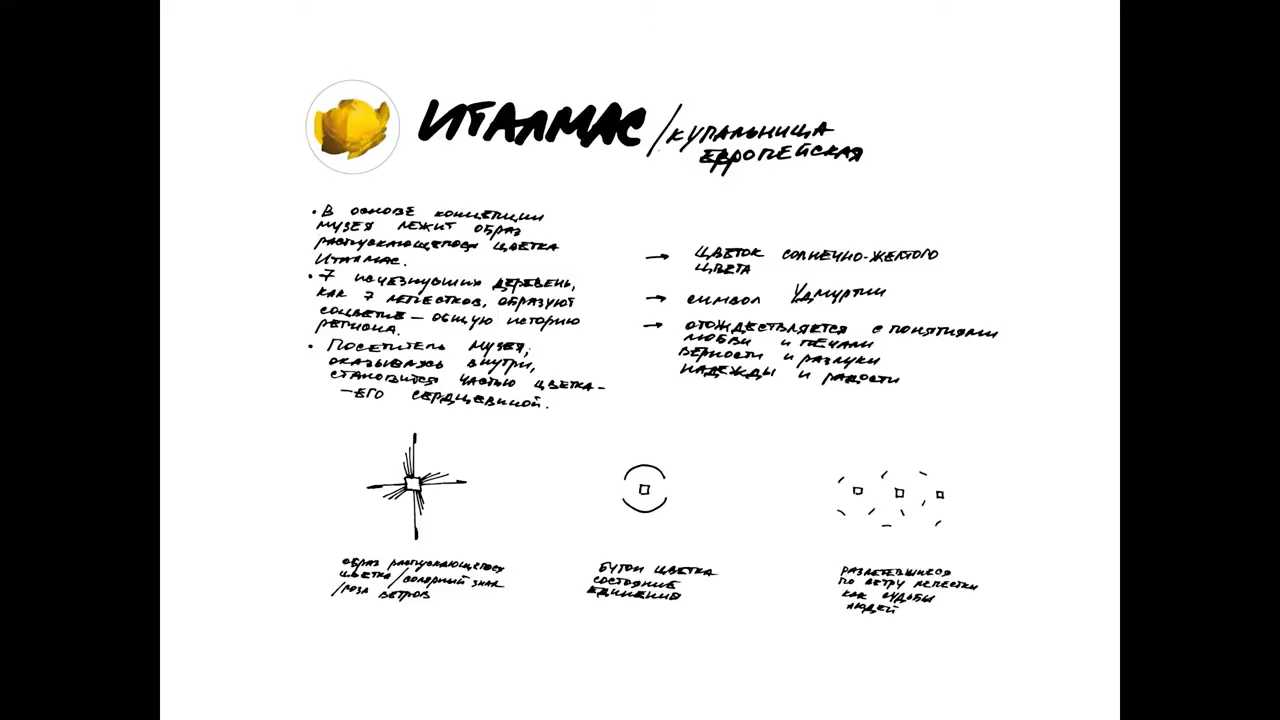 ИТАЛМАС / КУПАЛЬНИЦА
ЕВРОПЕЙСКАЯ
• В ОСНОВЕ КОНЦЕПЦИИ
МУЗЕЯ ЛЕЖИТ ОБРАЗ
РАСПУСКАЮЩЕГОСЯ ЦВЕТКА
ИТАЛМАС.
• 7 ИСЧЕЗНУВШИХ ДЕРЕВЕНЬ,
КАК 7 ЛЕПЕСТКОВ, ОБРАЗУЮТ
СОЦВЕТИЕ — ОБЩУЮ ИСТОРИЮ
РЕГИОНА.
• ПОСЕТИТЕЛЬ МУЗЕЯ,
ОКАЗЫВАЯСЬ ВНУТРИ,
СТАНОВИТСЯ ЧАСТЬЮ ЦВЕТКА —
— ЕГО СЕРДЦЕВИНОЙ.
→ ЦВЕТОК СОЛНЕЧНО-ЖЕЛТОГО
ЦВЕТА
→ СИМВОЛ УДМУРТИИ
→ ОТОЖДЕСТВЛЯЕТСЯ С ПОНЯТИЯМИ
ЛЮБВИ И ПЕЧАЛИ
ВЕРНОСТИ И РАЗЛУКИ
НАДЕЖДЫ И РАДОСТИ
ОБРАЗ РАСПУСКАЮЩЕГОСЯ
ЦВЕТКА / СОЛЯРНЫЙ ЗНАК
/ РОЗА ВЕТРОВ
БУТОН ЦВЕТКА
СОСТОЯНИЕ
ЕДИНЕНИЯ
РАЗЛЕТЕВШИЕСЯ
ПО ВЕТРУ ЛЕПЕСТКИ
КАК СУДЬБЫ
ЛЮДЕЙ